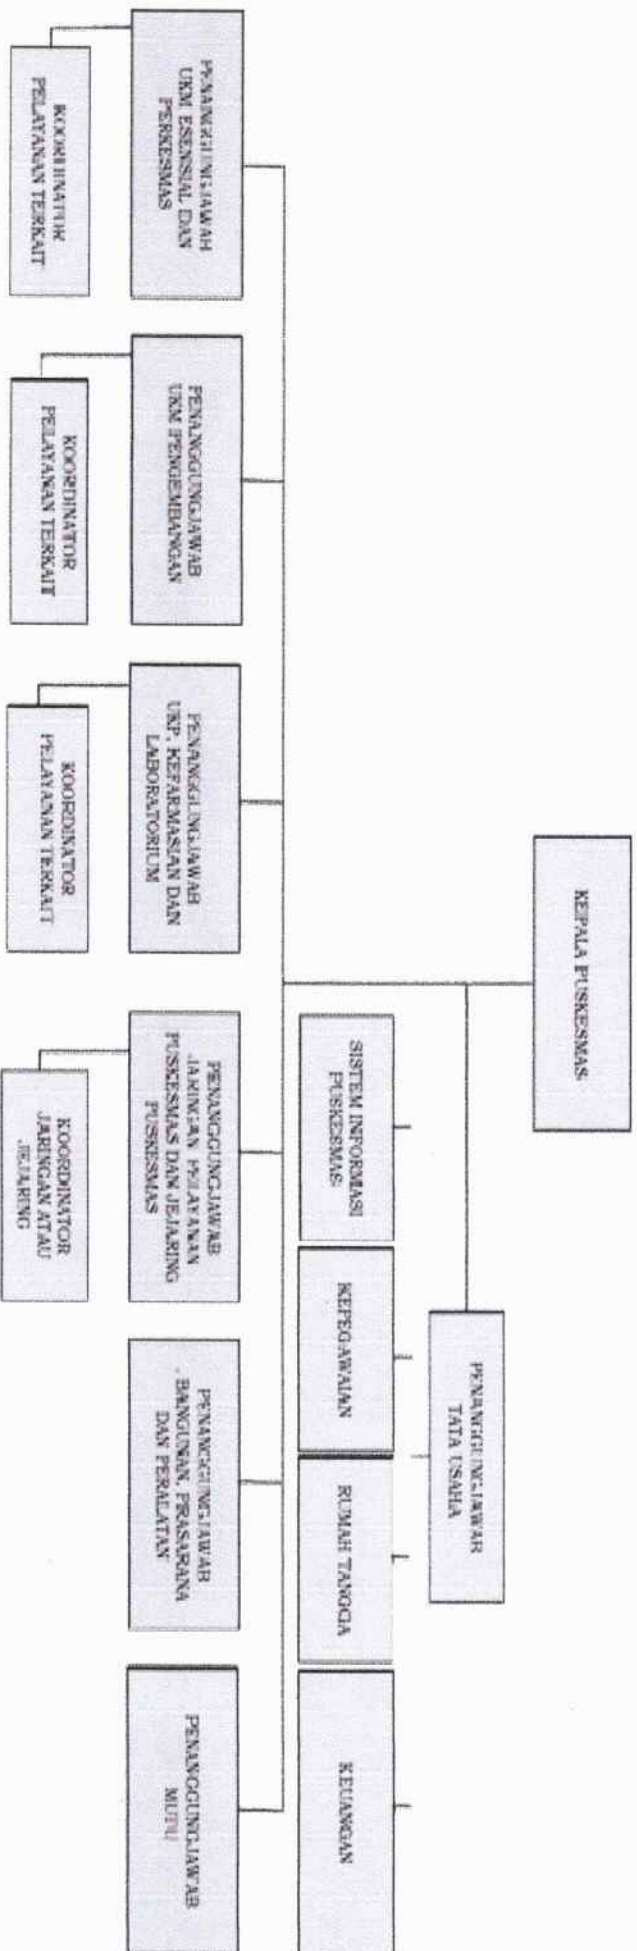 KEPALA PUSKESMAS
PENANGGUNGJAWAB
TATA USAHA
SISTEM INFORMASI
PUSKESMAS
KEPEGAWAIAN
RUMAH TANGGA
KEUANGAN
PENANGGUNGJAWAB
UKM ESENSIAL DAN
PERKESMAS
PENANGGUNGJAWAB
UKM PENGEMBANGAN
PENANGGUNGJAWAB
UKP, KEFARMASIAN DAN
LABORATORIUM
PENANGGUNGJAWAB
JARINGAN PELAYANAN
PUSKESMAS DAN JEJARING
PUSKESMAS
PENANGGUNGJAWAB
BANGUNAN, PRASARANA
DAN PERALATAN
PENANGGUNGJAWAB
MUTU
KOORDINATOR
PELAYANAN TERKAIT
KOORDINATOR
PELAYANAN TERKAIT
KOORDINATOR
PELAYANAN TERKAIT
KOORDINATOR
JARINGAN ATAU
JEJARING